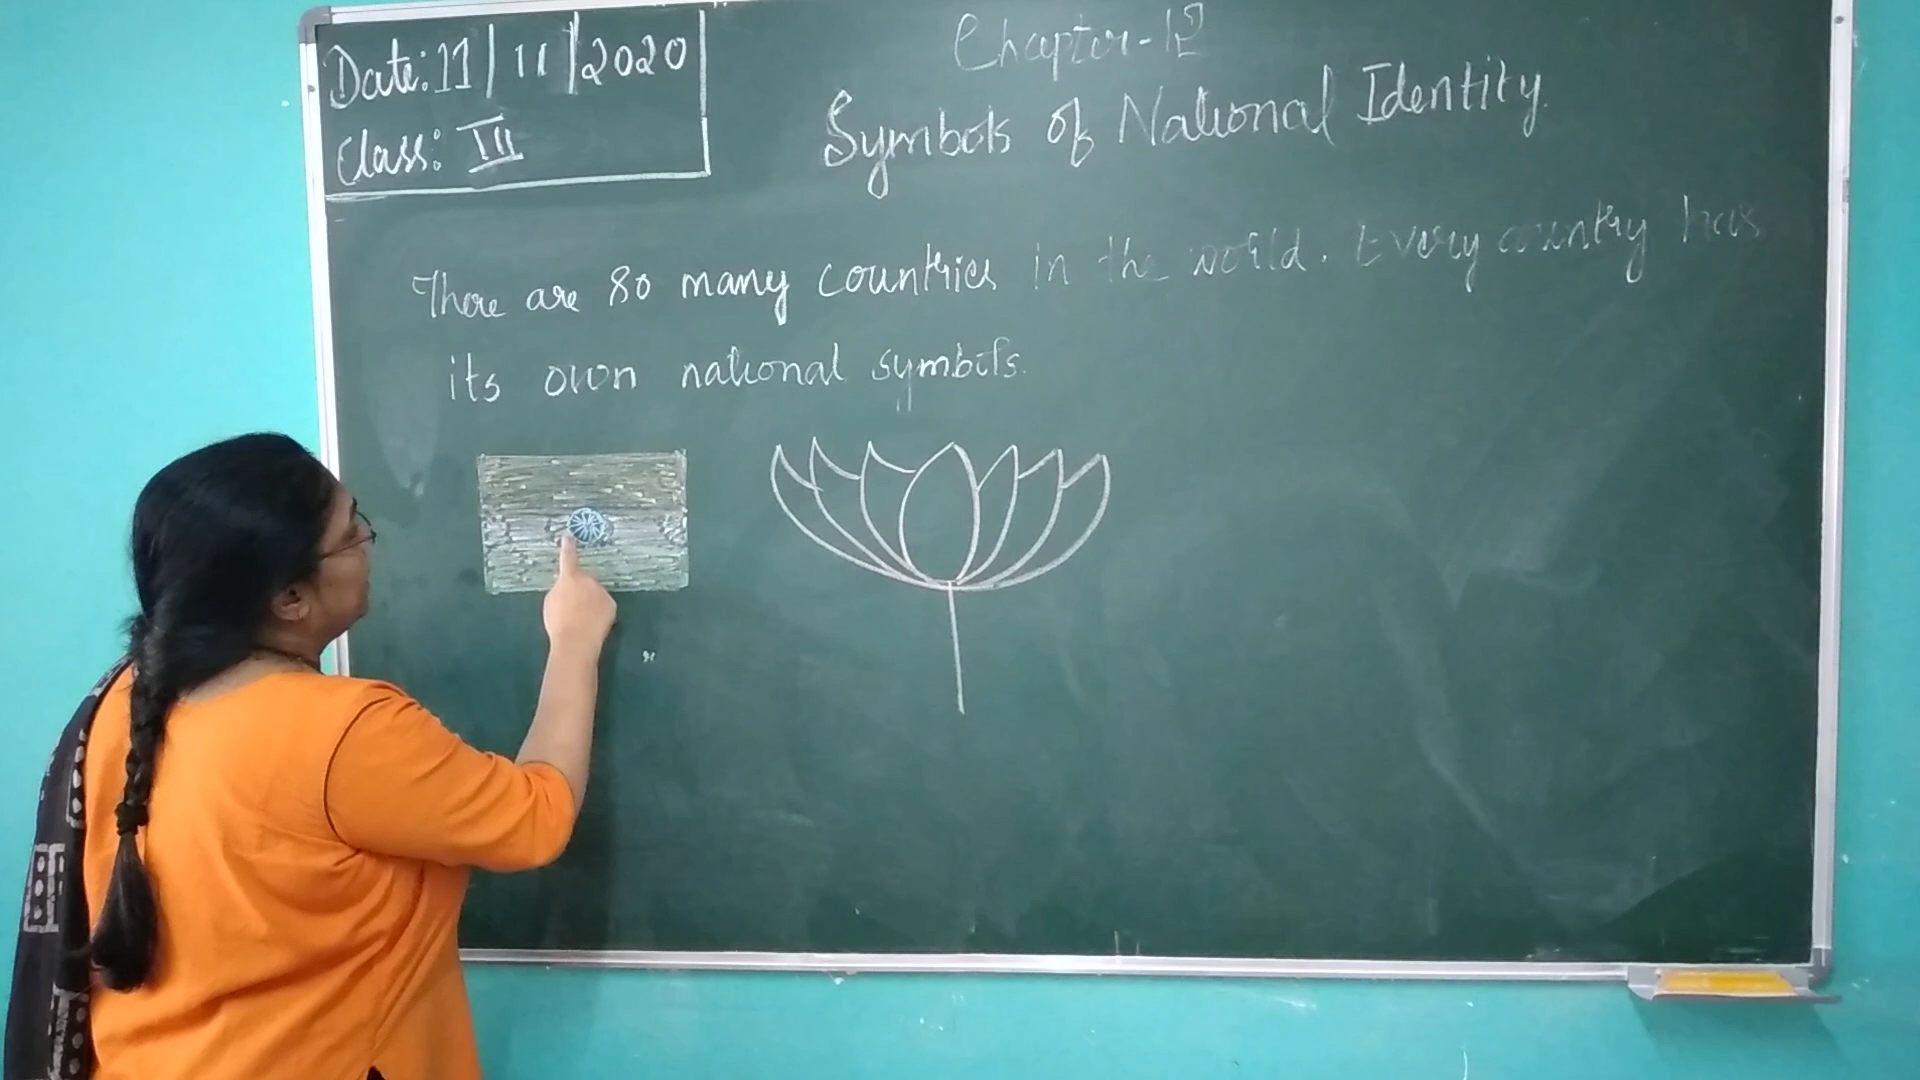 Date: 11/11/2020
Class: III
Chapter-12
Symbols of National Identity.
There are so many countries in the world. Every country has
its own national symbols.